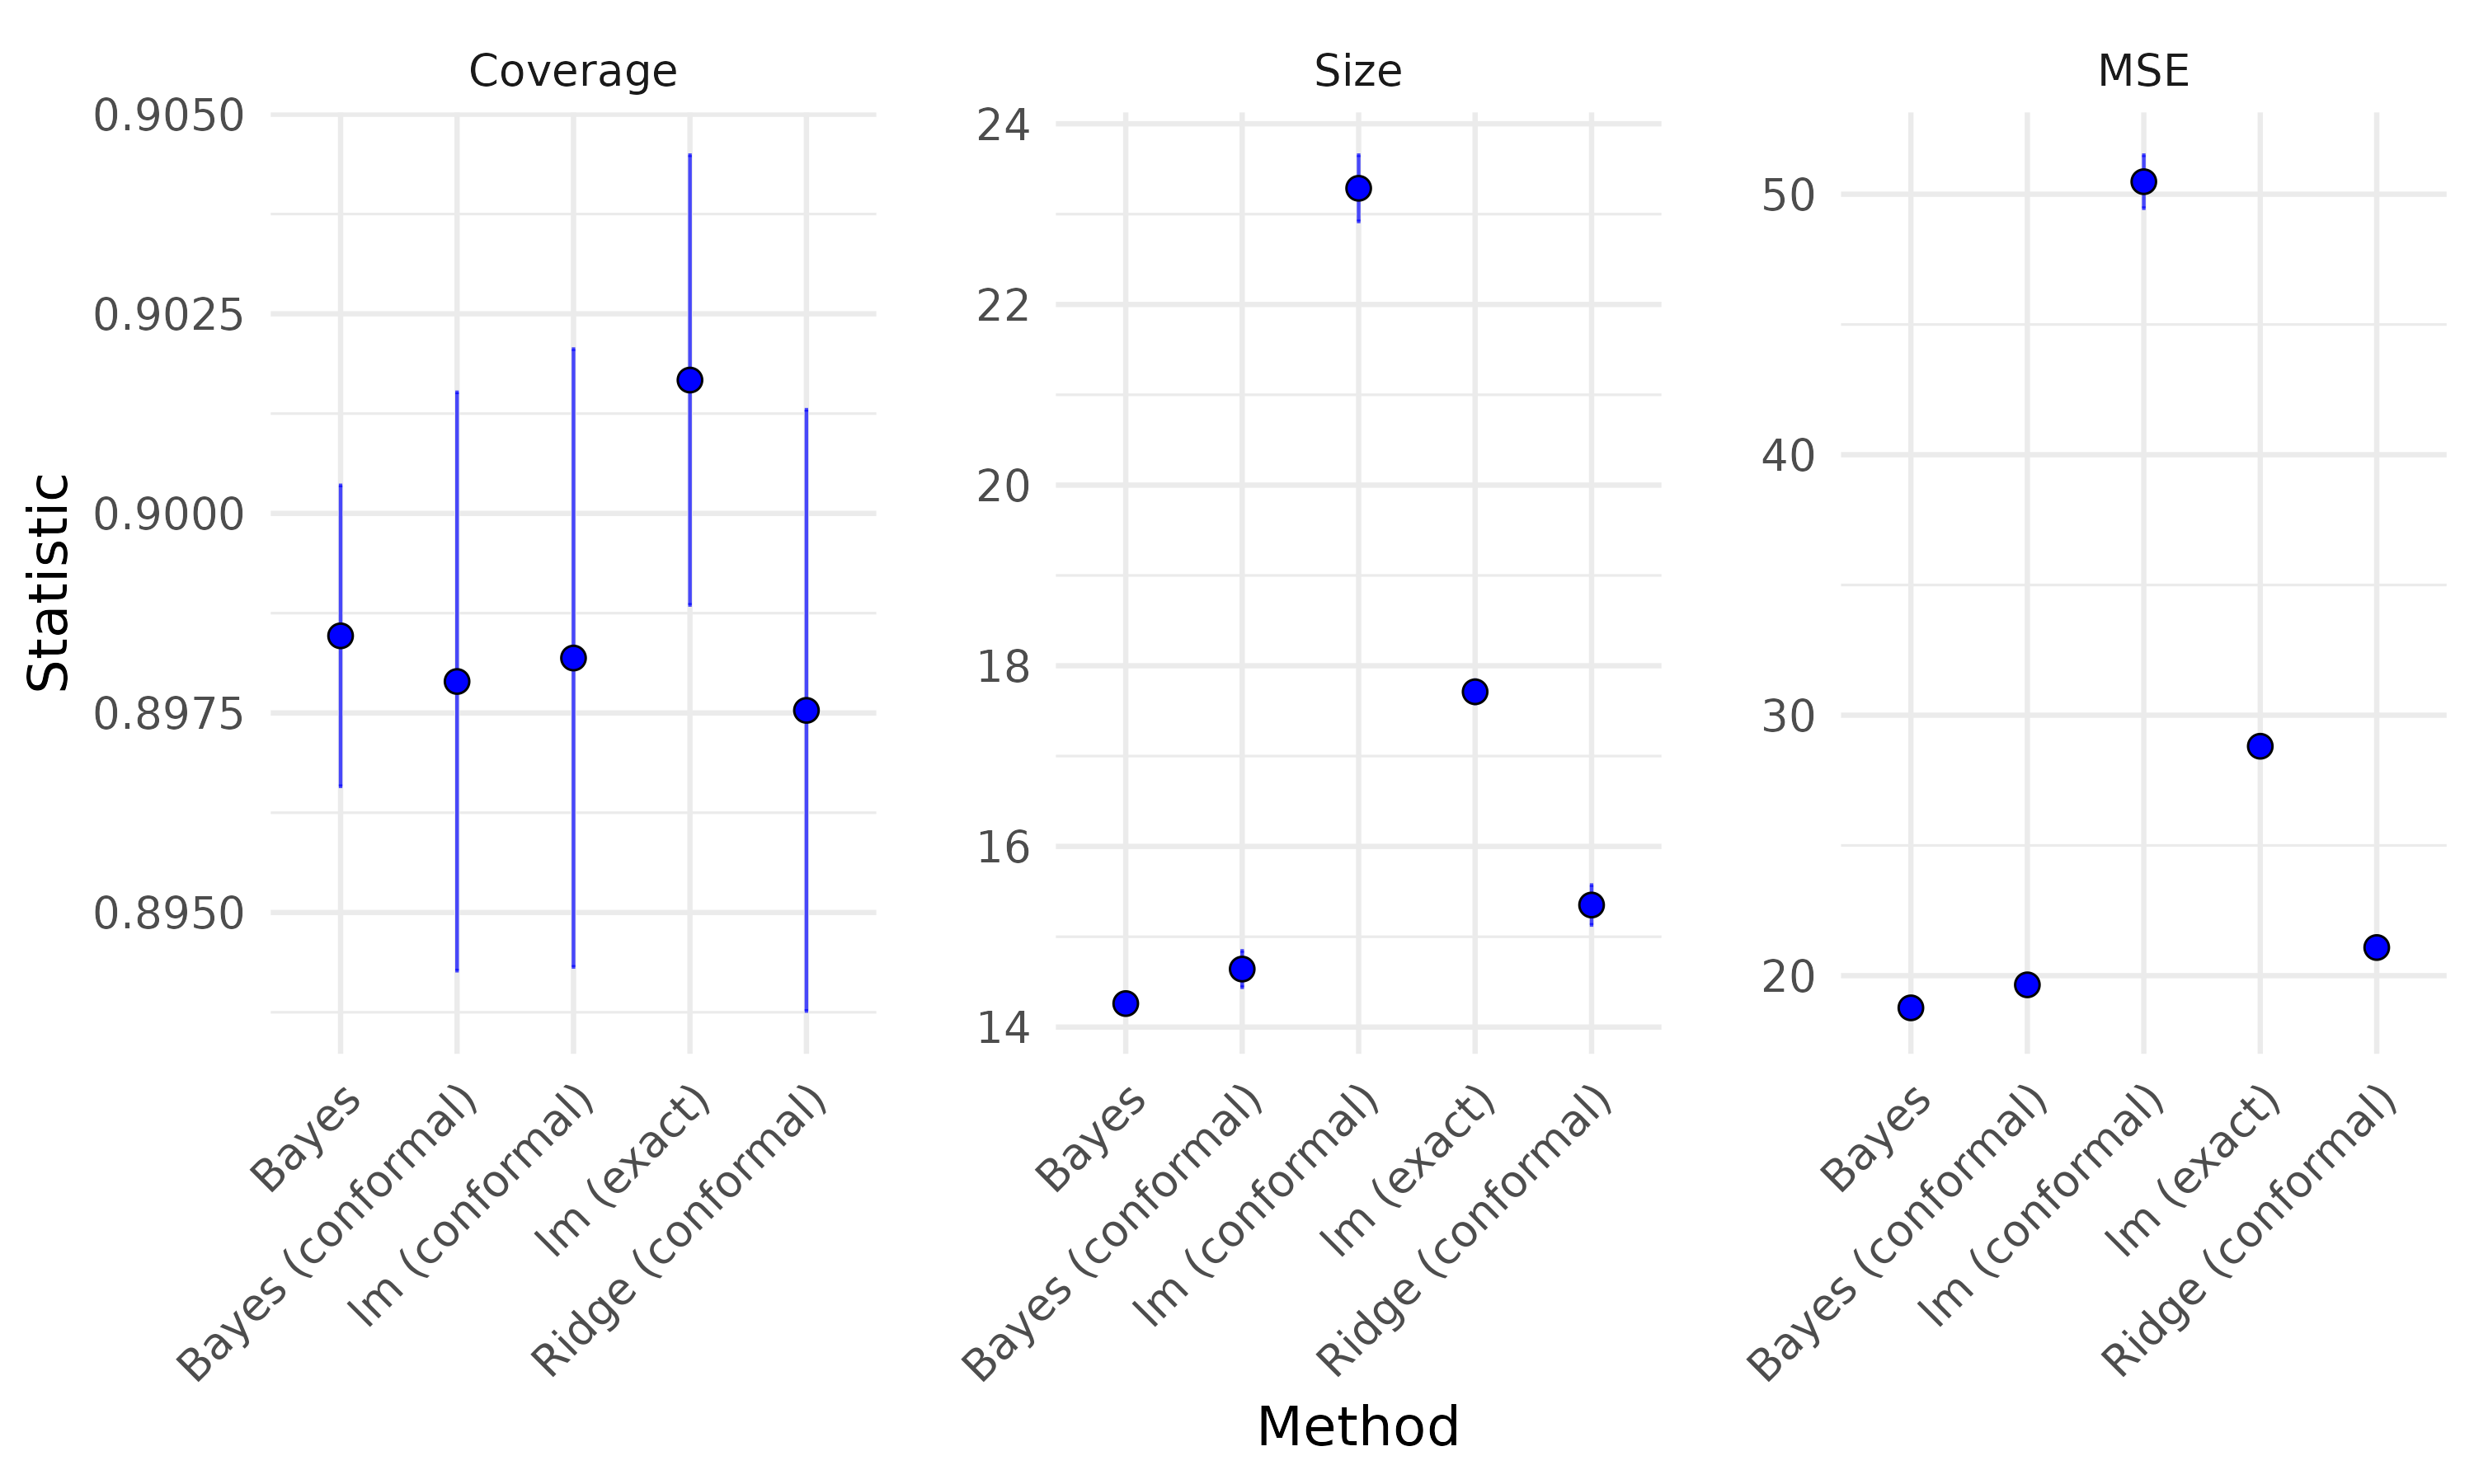 Coverage
Size
MSE
Statistic
0.9050
0.9025
0.9000
0.8975
0.8950
24
22
20
18
16
14
50
40
30
20
Bayes
Bayes (conformal)
lm (conformal)
lm (exact)
Ridge (conformal)
Bayes
Bayes (conformal)
lm (conformal)
lm (exact)
Ridge (conformal)
Bayes
Bayes (conformal)
lm (conformal)
lm (exact)
Ridge (conformal)
Method